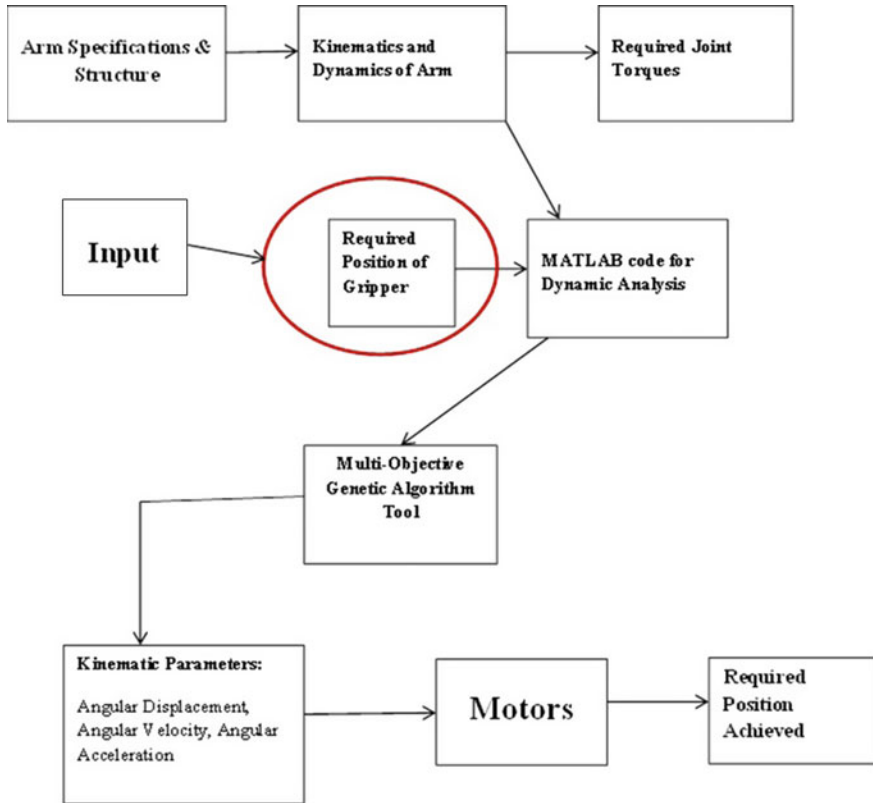 Arm Specifications &
Structure
Kinematics and
Dynamics of Arm
Required Joint
Torques
Input
Required
Position of
Gripper
MATLAB code for
Dynamic Analysis
Multi-Objective
Genetic Algorithm
Tool
Kinematic Parameters:
Angular Displacement,
Angular Velocity, Angular
Acceleration
Motors
Required
Position
Achieved